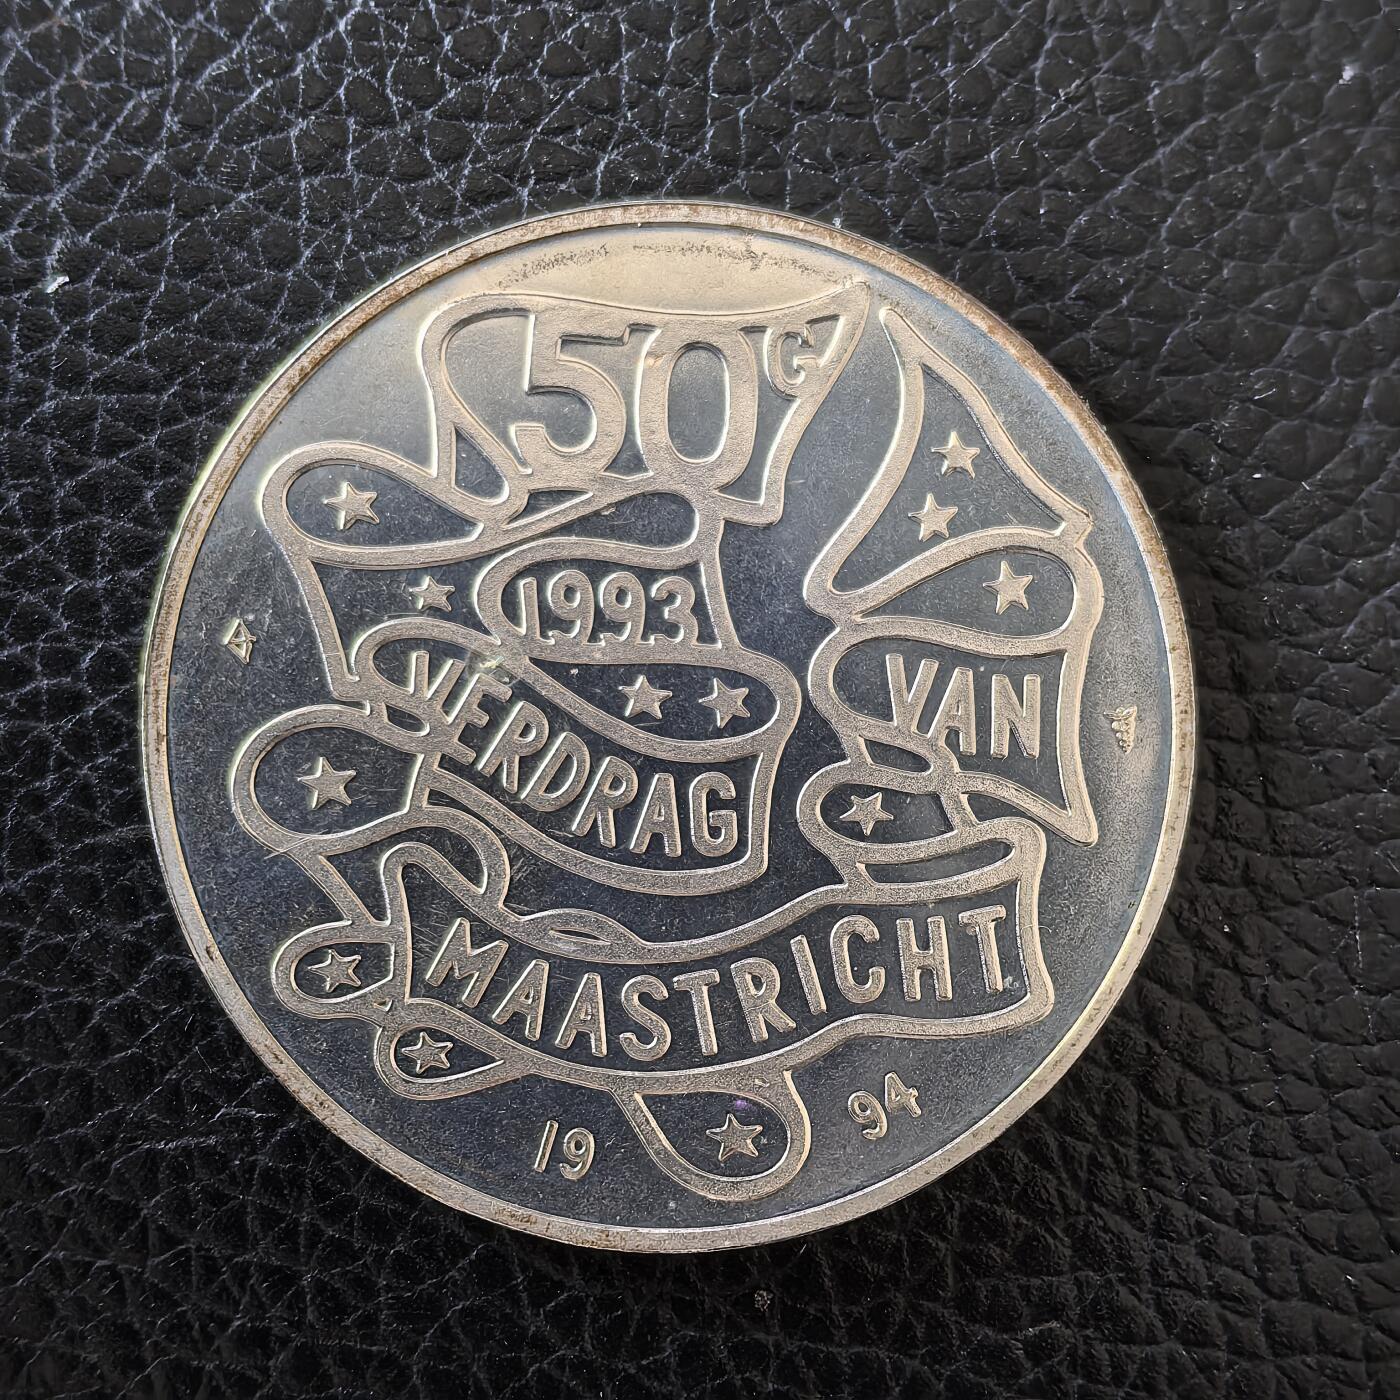 50G
1993
VERDRAG
VAN
MAASTRICHT
19 94